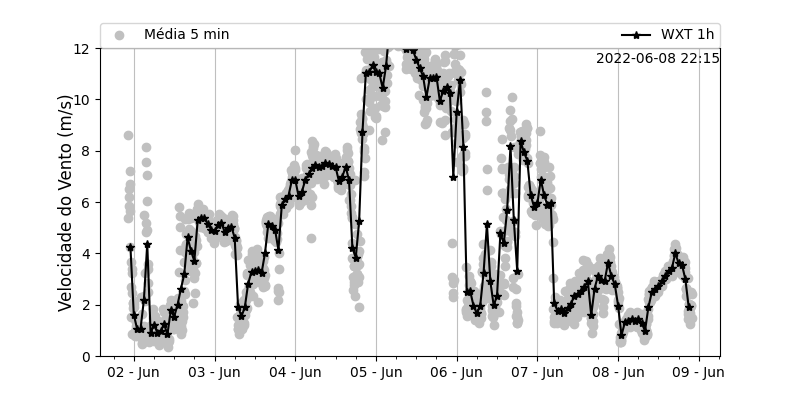 Média 5 min
WXT 1h
2022-06-08 22:15
Velocidade do Vento (m/s)
12
10
8
6
4
2
0
02 - Jun
03 - Jun
04 - Jun
05 - Jun
06 - Jun
07 - Jun
08 - Jun
09 - Jun